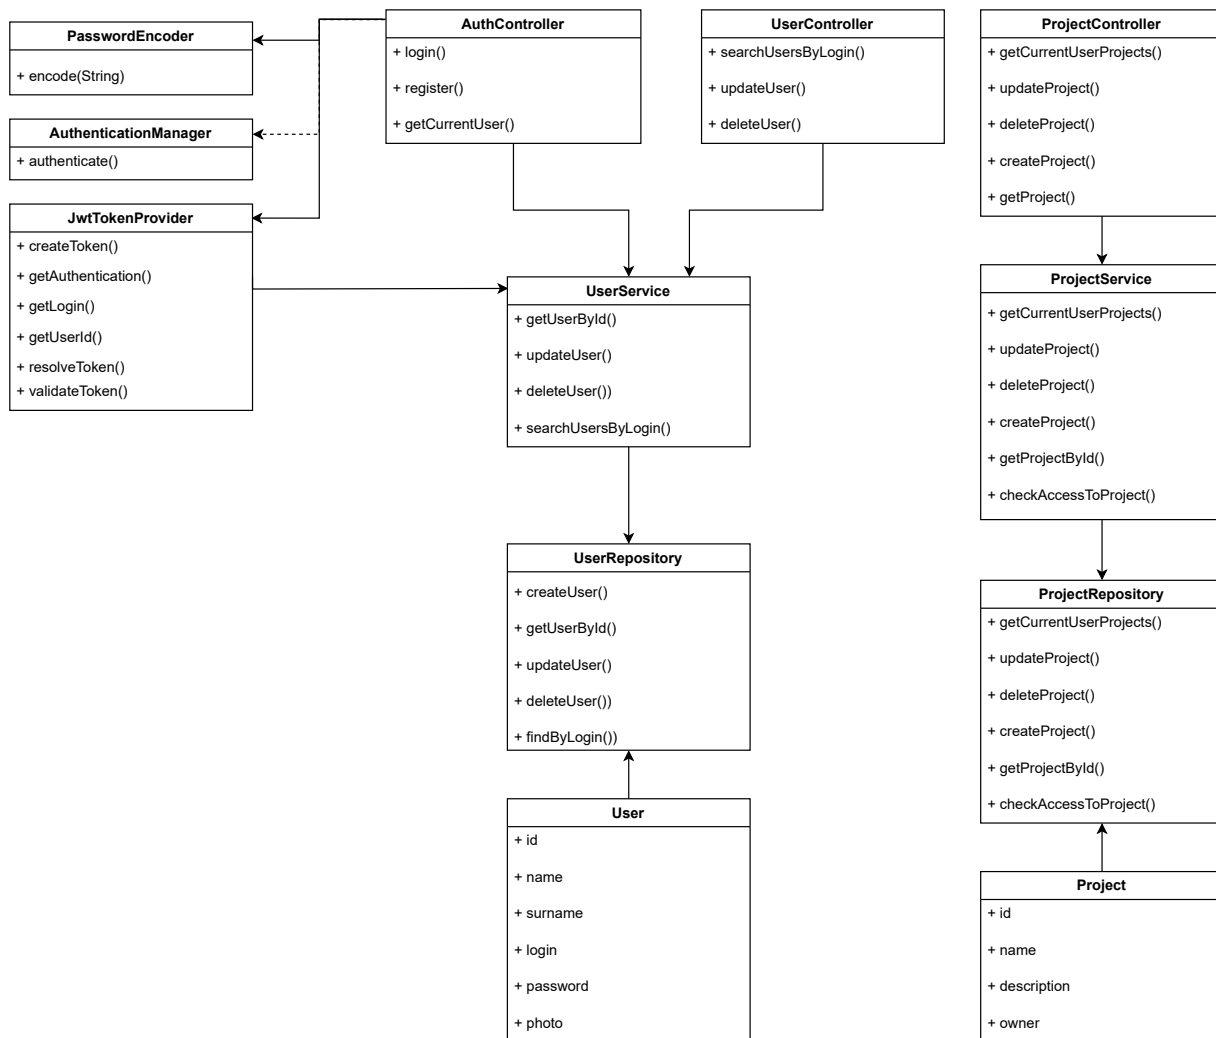 PasswordEncoder
+ encode(String)
AuthenticationManager
+ authenticate()
JwtTokenProvider
+ createToken()
+ getAuthentication()
+ getLogin()
+ getUserId()
+ resolveToken()
+ validateToken()
AuthController
+ login()
+ register()
+ getCurrentUser()
UserController
+ searchUsersByLogin()
+ updateUser()
+ deleteUser()
UserService
+ getUserById()
+ updateUser()
+ deleteUser())
+ searchUsersByLogin()
UserRepository
+ createUser()
+ getUserById()
+ updateUser()
+ deleteUser())
+ findByLogin())
User
+ id
+ name
+ surname
+ login
+ password
+ photo
ProjectController
+ getCurrentUserProjects()
+ updateProject()
+ deleteProject()
+ createProject()
+ getProject()
ProjectService
+ getCurrentUserProjects()
+ updateProject()
+ deleteProject()
+ createProject()
+ getProjectById()
+ checkAccessToProject()
ProjectRepository
+ getCurrentUserProjects()
+ updateProject()
+ deleteProject()
+ createProject()
+ getProjectById()
+ checkAccessToProject()
Project
+ id
+ name
+ description
+ owner